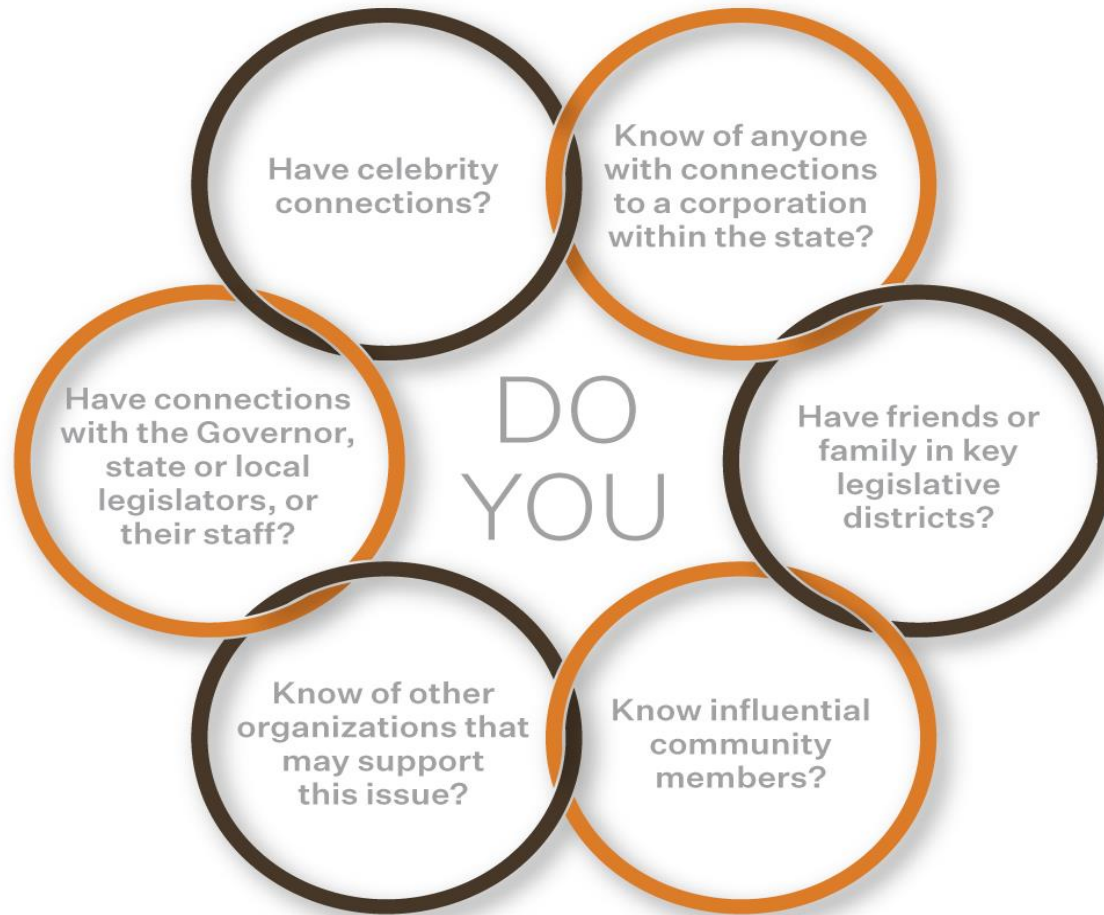 Have celebrity
connections?
Know of anyone
with connections
to a corporation
within the state?
Have connections
with the Governor,
state or local
legislators, or
their staff?
DO
YOU
Have friends or
family in key
legislative
districts?
Know of other
organizations that
may support
this issue?
Know influential
community
members?